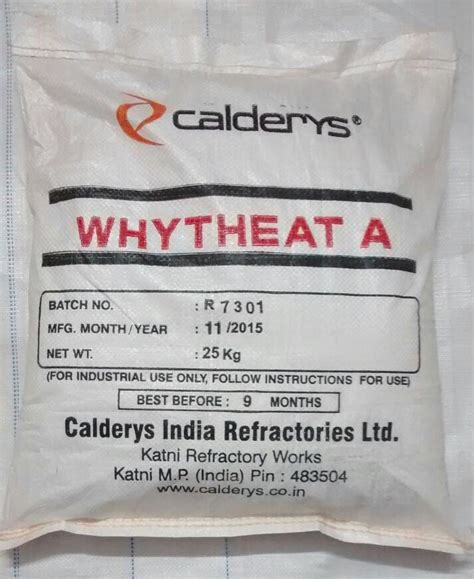 calderys®
WHYTHEAT A
BATCH NO. : R 7301
MFG. MONTH/YEAR : 11/2015
NET WT. : 25Kg
(FOR INDUSTRIAL USE ONLY, FOLLOW INSTRUCTIONS FOR USE)
BEST BEFORE : 9 MONTHS
Calderys India Refractories Ltd.
Katni Refractory Works
Katni M.P. (India) Pin : 483504
www.calderys.co.in